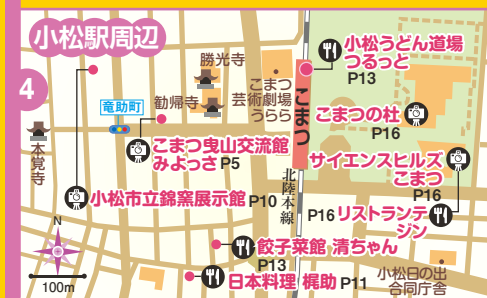 小松駅周辺
4
小松うどん道場
つるっと
P13
勝光寺
こまつ
芸術劇場
うらら
こまつ
竜助町
勧帰寺
こまつの杜
P16
本覚寺
こまつ曳山交流館
みよっさ P5
サイエンスヒルズ
こまつ
P16
小松市立錦窯展示館 P10
北陸本線
P16 リストランテ
ジン
N
100m
餃子菜館 清ちゃん
P13
日本料理 梶助 P11
小松日の出
合同庁舎